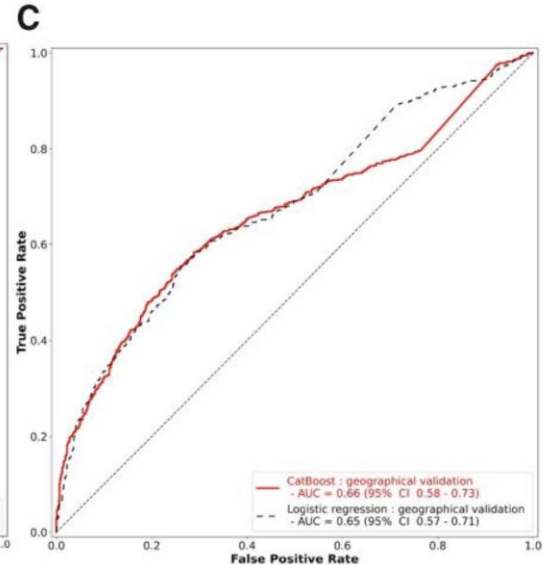 C
1.0
0.8
0.6
0.4
0.2
0.0
True Positive Rate
CatBoost : geographical validation
- AUC = 0.66 (95% CI 0.58 - 0.73)
Logistic regression : geographical validation
- AUC = 0.65 (95% CI 0.57 - 0.71)
.0
0.0 0.2 0.4 0.6 0.8 1.0
False Positive Rate